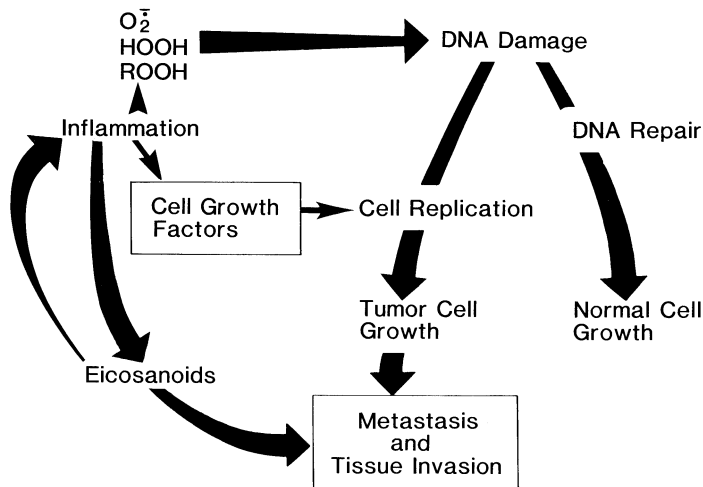 O₂•̄
HOOH
ROOH
DNA Damage
Inflammation
DNA Repair
Cell Growth
Factors
Cell Replication
Tumor Cell
Growth
Normal Cell
Growth
Eicosanoids
Metastasis
and
Tissue Invasion